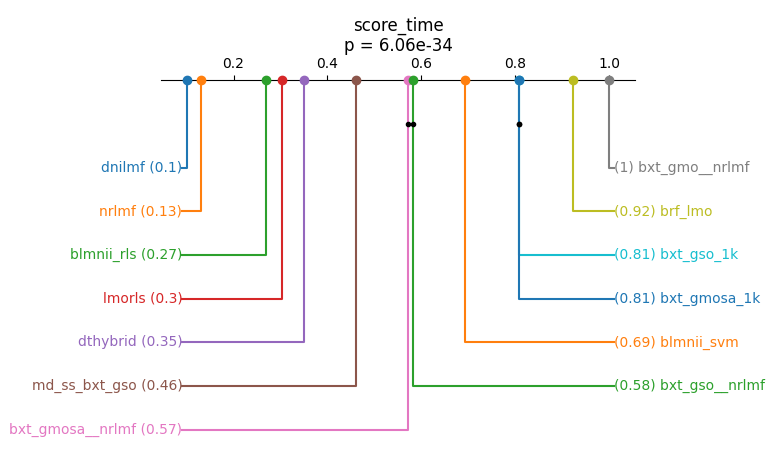 score_time
p = 6.06e-34
0.2 0.4 0.6 0.8 1.0
dnilmf (0.1) (1) bxt_gmo__nrlmf
nrlmf (0.13) (0.92) brf_lmo
blmnii_rls (0.27) (0.81) bxt_gso_1k
lmorls (0.3) (0.81) bxt_gmosa_1k
dthybrid (0.35) (0.69) blmnii_svm
md_ss_bxt_gso (0.46) (0.58) bxt_gso__nrlmf
bxt_gmosa__nrlmf (0.57)